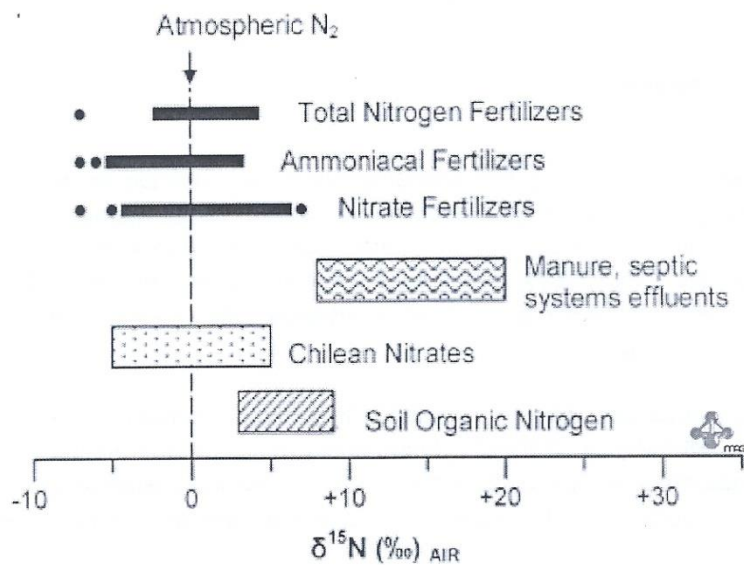 Atmospheric N₂
Total Nitrogen Fertilizers
Ammoniacal Fertilizers
Nitrate Fertilizers
Manure, septic
systems effluents
Chilean Nitrates
Soil Organic Nitrogen
-10 0 +10 +20 +30
δ¹⁵N (‰) AIR